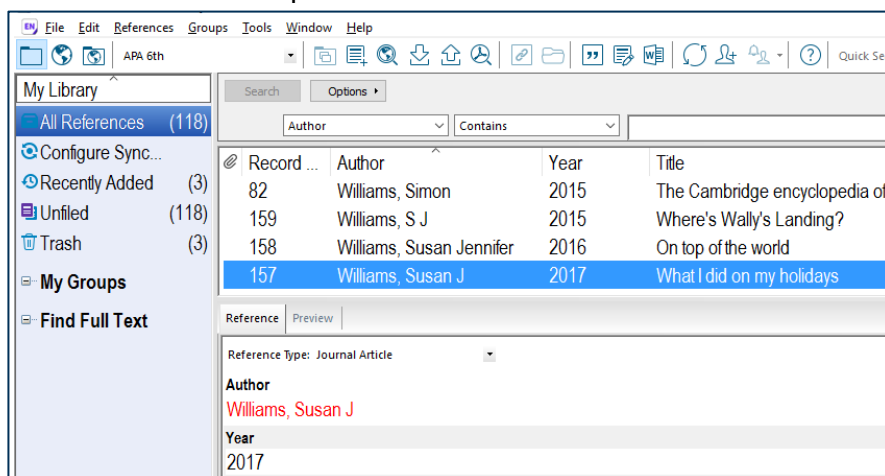 EN File Edit References Groups Tools Window Help
APA 6th
Quick Se
My Library
Search Options
All References (118)
Author Contains
Configure Sync...
Record ... Author Year Title
Recently Added (3)
82 Williams, Simon 2015 The Cambridge encyclopedia of
Unfiled (118)
159 Williams, S J 2015 Where's Wally's Landing?
Trash (3)
158 Williams, Susan Jennifer 2016 On top of the world
My Groups
157 Williams, Susan J 2017 What I did on my holidays
Find Full Text
Reference Preview
Reference Type: Journal Article
Author
Williams, Susan J
Year
2017